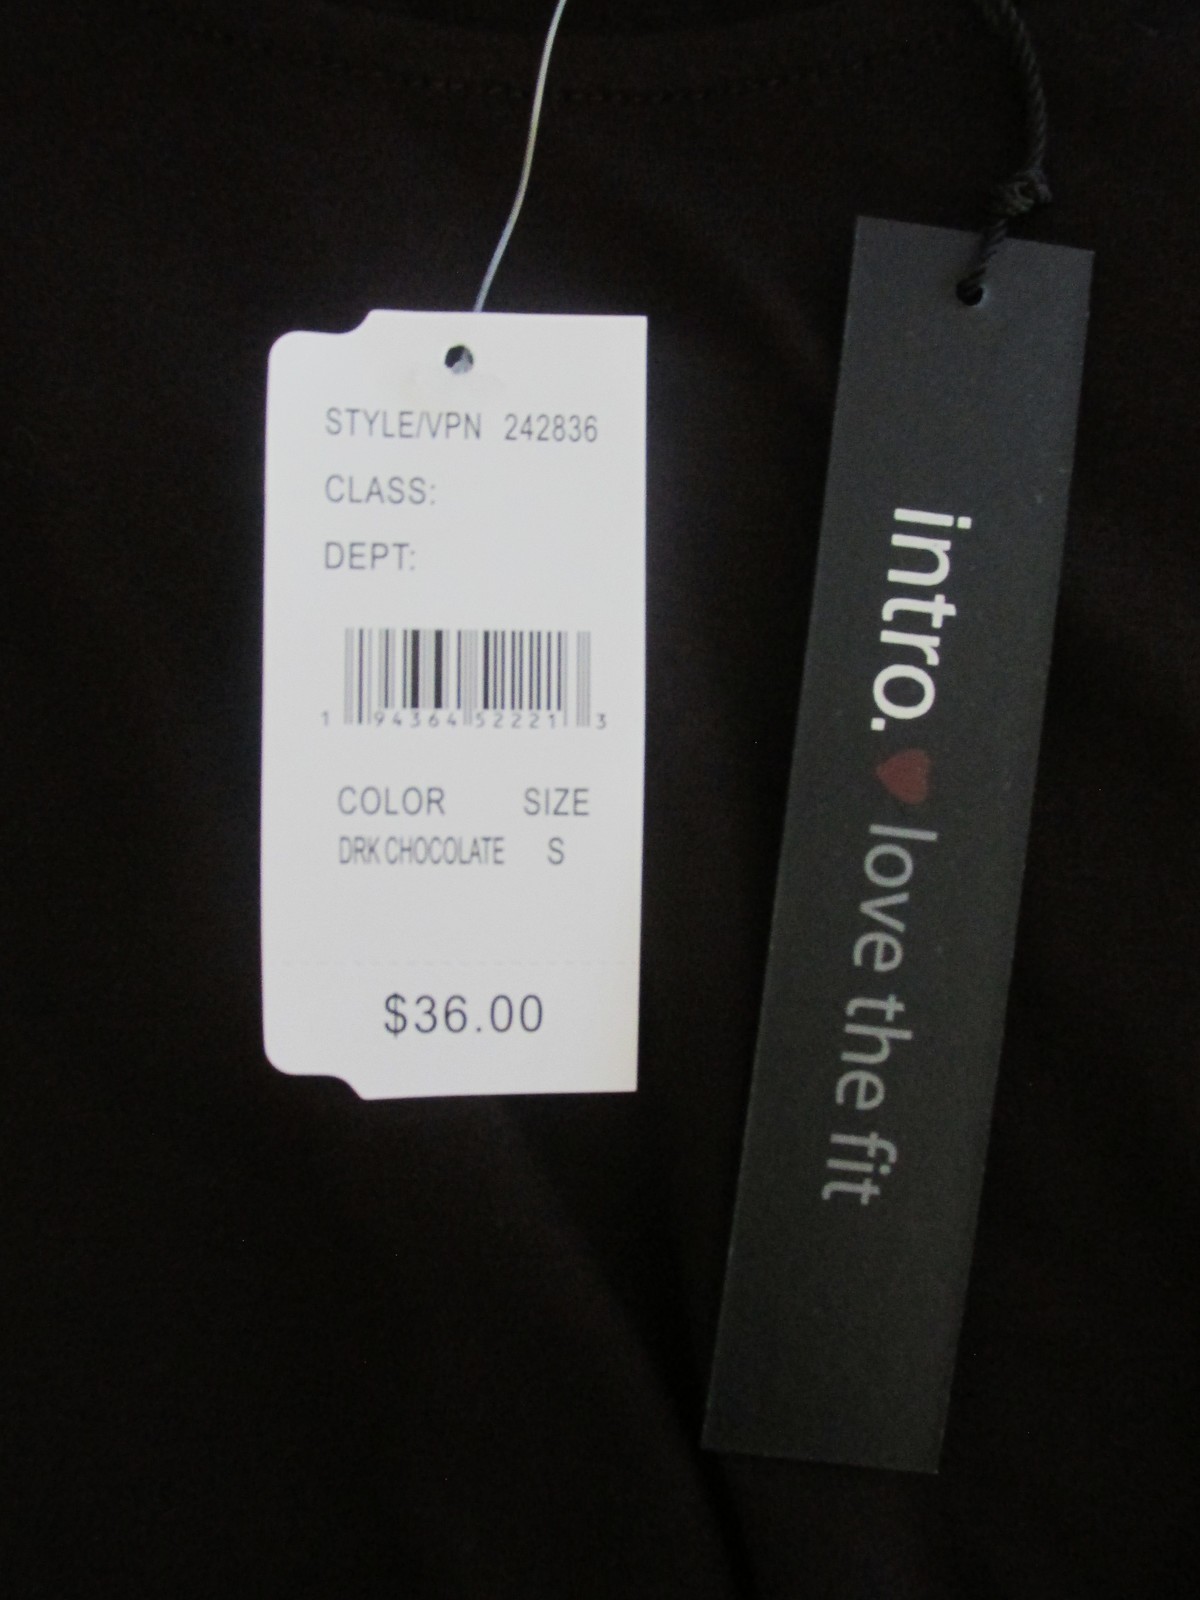 STYLE/VPN 242836
CLASS:
DEPT:
1 94364 52221 3
COLOR SIZE
DRK CHOCOLATE S
$36.00
intro. ♥ love the fit